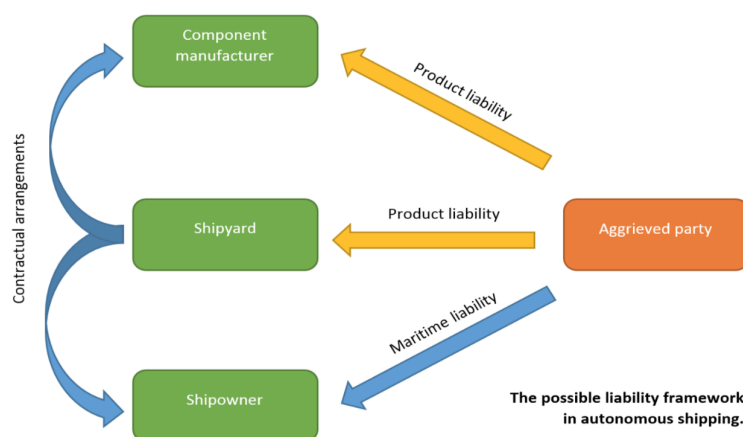 Component
manufacturer
Product liability
Contractual arrangements
Shipyard
Product liability
Aggrieved party
Maritime liability
Shipowner
The possible liability framework
in autonomous shipping.